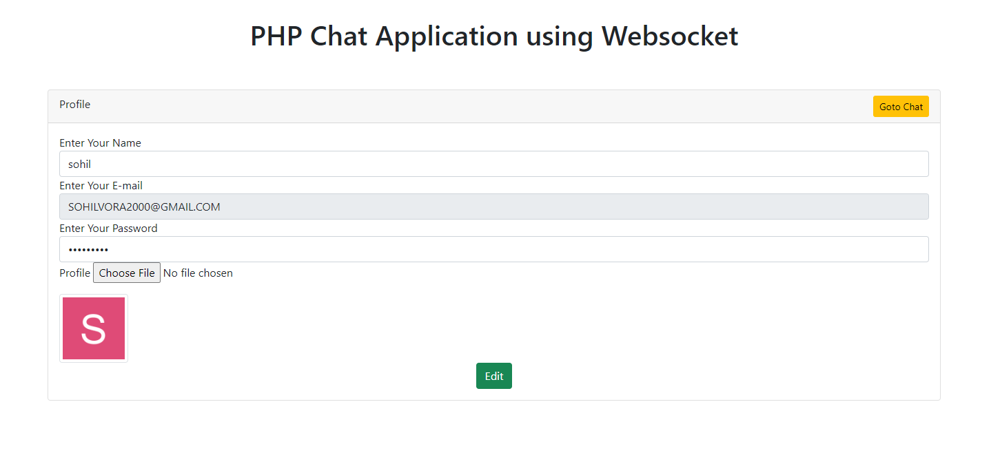 PHP Chat Application using Websocket
Profile
Goto Chat
Enter Your Name
sohil
Enter Your E-mail
SOHILVORA2000@GMAIL.COM
Enter Your Password
•••••••••
Profile Choose File No file chosen
S
Edit